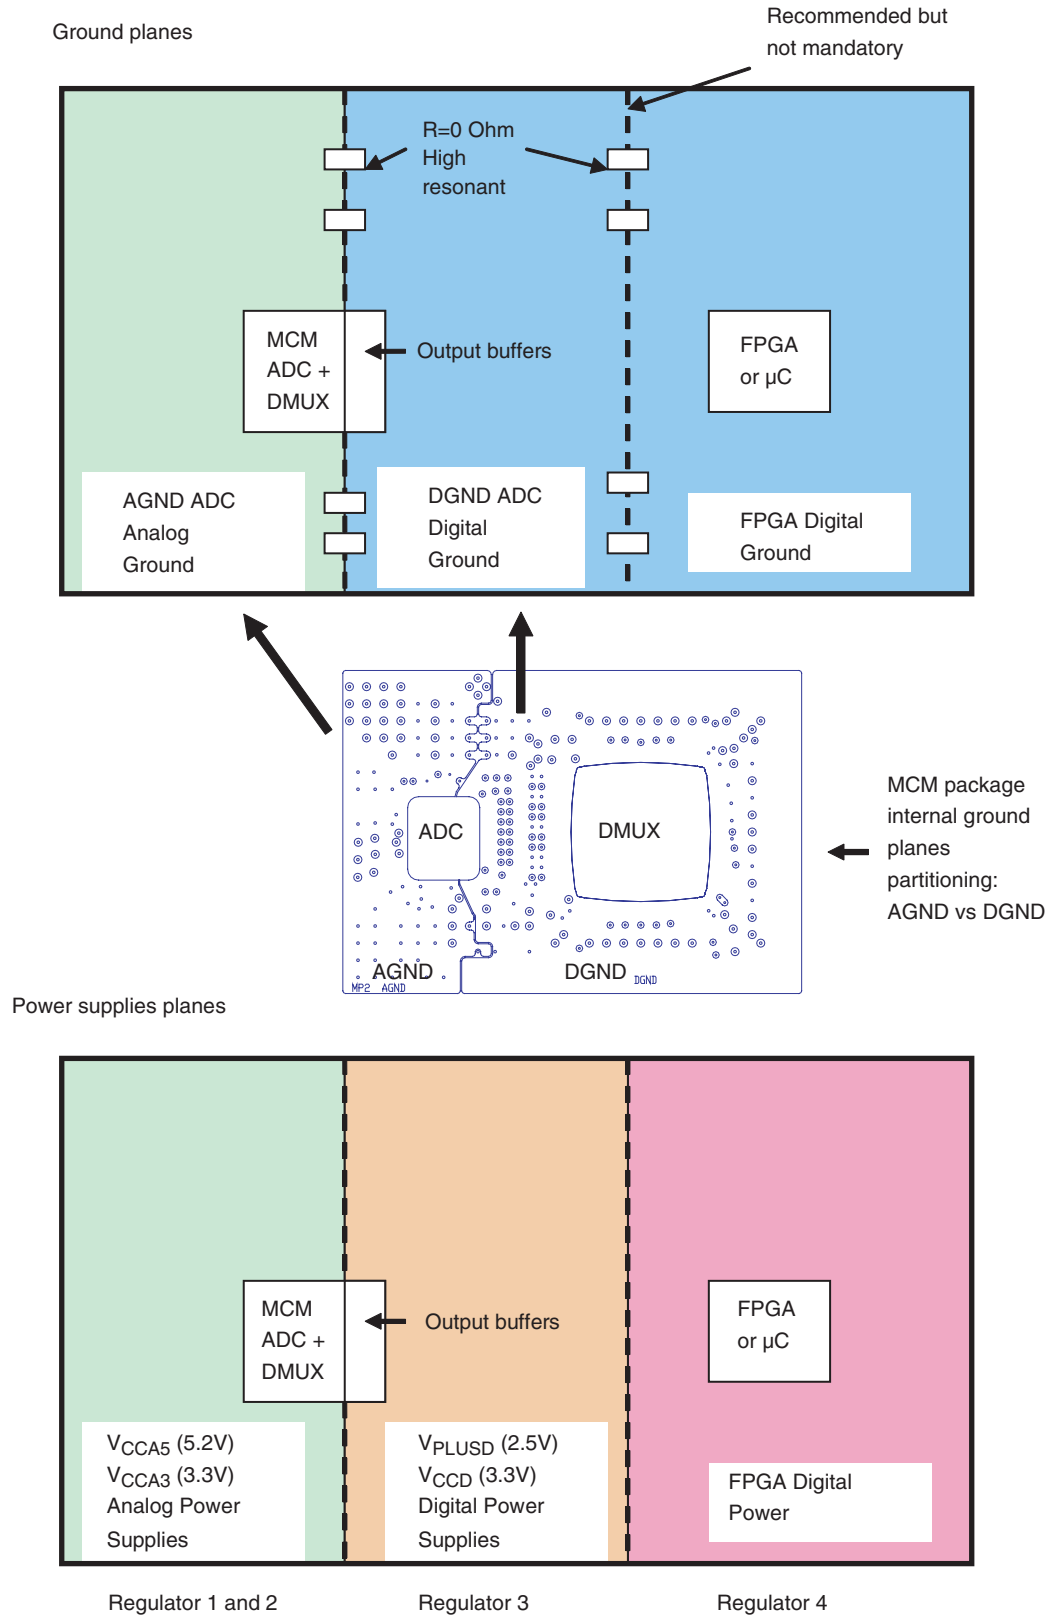 Ground planes
Recommended but
not mandatory
R=0 Ohm
High
resonant
MCM
ADC +
DMUX
Output buffers
FPGA
or µC
AGND ADC
Analog
Ground
DGND ADC
Digital
Ground
FPGA Digital
Ground
ADC
DMUX
AGND
DGND
MP2 AGND
DGND
MCM package
internal ground
planes
partitioning:
AGND vs DGND
Power supplies planes
MCM
ADC +
DMUX
Output buffers
FPGA
or µC
VCCA5 (5.2V)
VCCA3 (3.3V)
Analog Power
Supplies
VPLUSD (2.5V)
VCCD (3.3V)
Digital Power
Supplies
FPGA Digital
Power
Regulator 1 and 2
Regulator 3
Regulator 4